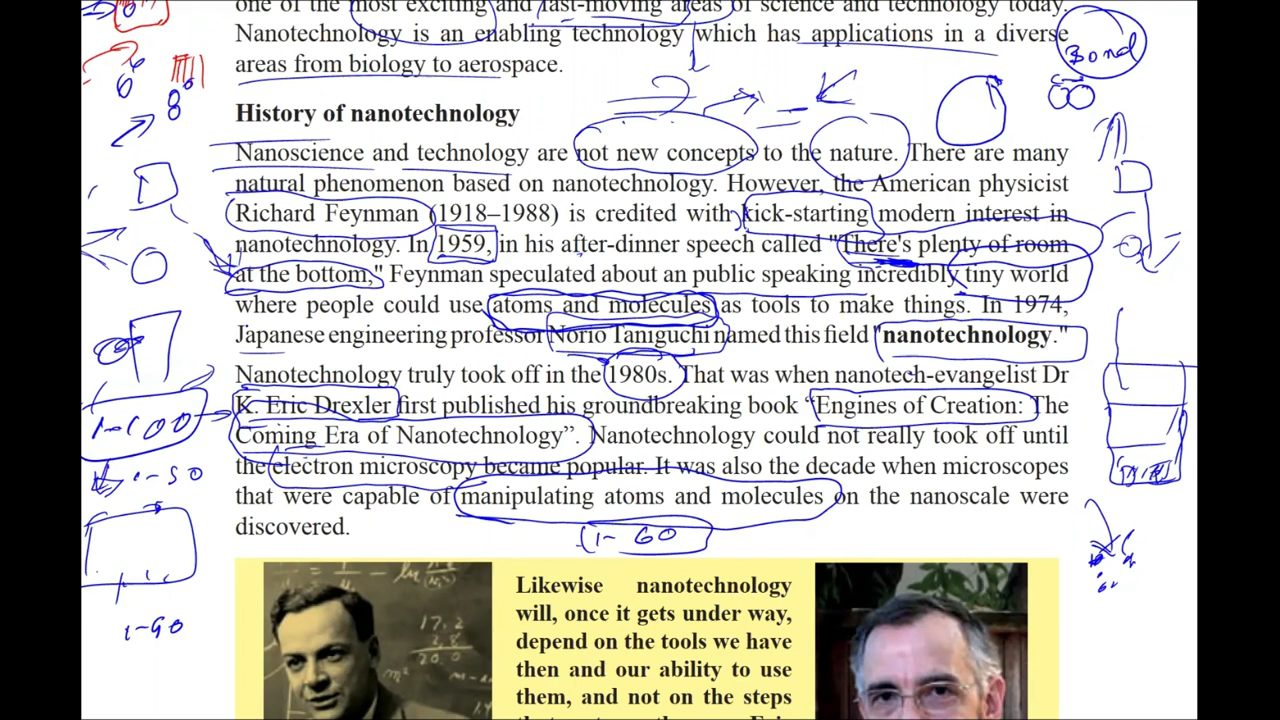 one of the most exciting and fast-moving areas of science and technology today.
Nanotechnology is an enabling technology which has applications in a diverse
areas from biology to aerospace.
Bond
History of nanotechnology
Nanoscience and technology are not new concepts to the nature. There are many
natural phenomenon based on nanotechnology. However, the American physicist
Richard Feynman (1918–1988) is credited with kick-starting modern interest in
nanotechnology. In 1959, in his after-dinner speech called "There's plenty of room
at the bottom," Feynman speculated about an public speaking incredibly tiny world
where people could use atoms and molecules as tools to make things. In 1974,
Japanese engineering professor Norio Taniguchi named this field "nanotechnology."
Nanotechnology truly took off in the 1980s. That was when nanotech-evangelist Dr
K. Eric Drexler first published his groundbreaking book “Engines of Creation: The
Coming Era of Nanotechnology”. Nanotechnology could not really took off until
the electron microscopy became popular. It was also the decade when microscopes
that were capable of manipulating atoms and molecules on the nanoscale were
discovered.
1-100
1-50
1-60
1-90
Likewise nanotechnology
will, once it gets under way,
depend on the tools we have
then and our ability to use
them, and not on the steps
17.2
2.8
20.0